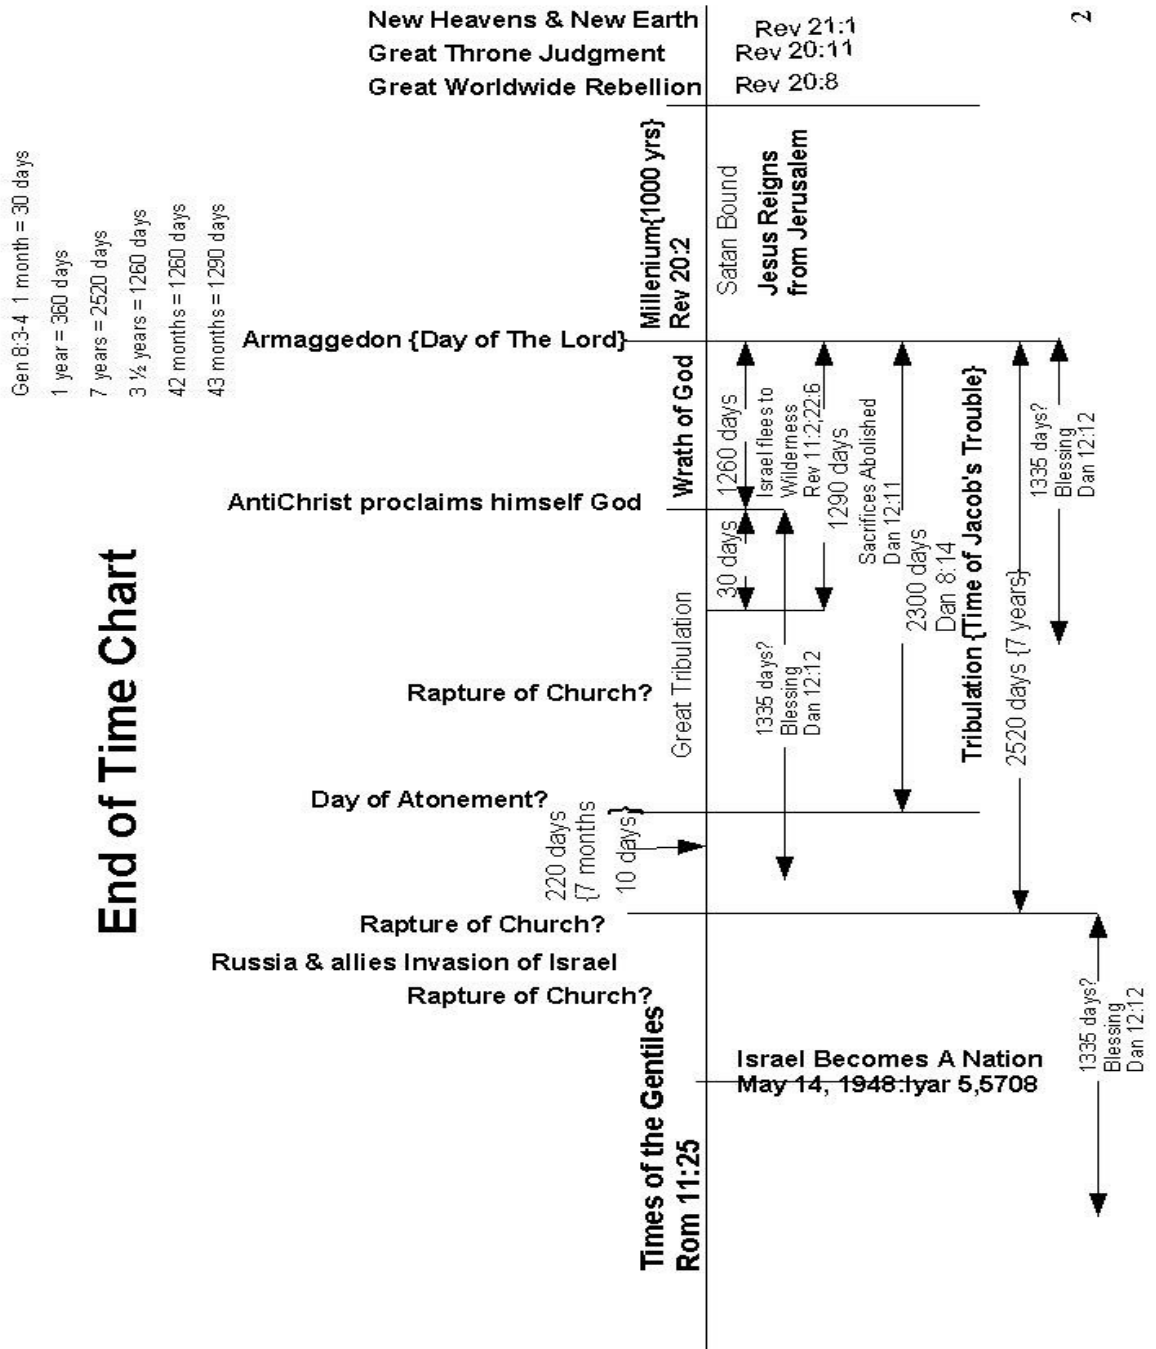 End of Time Chart
Gen 8:3-4 1 month = 30 days
1 year = 360 days
7 years = 2520 days
3 ½ years = 1260 days
42 months = 1260 days
43 months = 1290 days
New Heavens & New Earth
Rev 21:1
Great Throne Judgment
Rev 20:11
Great Worldwide Rebellion
Rev 20:8
2
Millenium{1000 yrs}
Rev 20:2
Satan Bound
Jesus Reigns
from Jerusalem
Armaggedon {Day of The Lord}
Wrath of God
1260 days
Israel flees to
Wilderness
Rev 11:2;22:6
1290 days
Sacrifices Abolished
Dan 12:11
AntiChrist proclaims himself God
30 days
Great Tribulation
2300 days
Dan 8:14
Tribulation {Time of Jacob's Trouble}
2520 days {7 years}
1335 days?
Blessing
Dan 12:12
Rapture of Church?
1335 days?
Blessing
Dan 12:12
Day of Atonement?
220 days
{7 months
10 days}
}
Rapture of Church?
Russia & allies Invasion of Israel
Rapture of Church?
1335 days?
Blessing
Dan 12:12
Times of the Gentiles
Rom 11:25
Israel Becomes A Nation
May 14, 1948:Iyar 5,5708